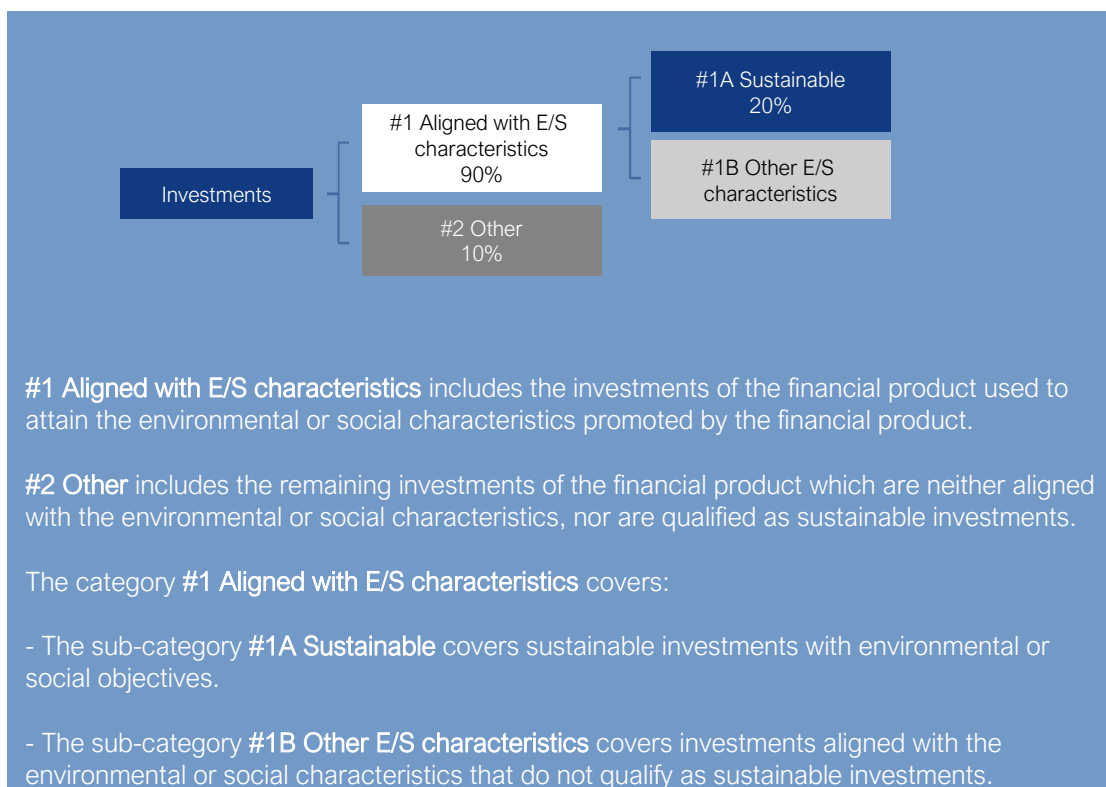 #1A Sustainable
20%
#1 Aligned with E/S
characteristics
90%
#1B Other E/S
characteristics
Investments
#2 Other
10%
#1 Aligned with E/S characteristics includes the investments of the financial product used to
attain the environmental or social characteristics promoted by the financial product.
#2 Other includes the remaining investments of the financial product which are neither aligned
with the environmental or social characteristics, nor are qualified as sustainable investments.
The category #1 Aligned with E/S characteristics covers:
- The sub-category #1A Sustainable covers sustainable investments with environmental or
social objectives.
- The sub-category #1B Other E/S characteristics covers investments aligned with the
environmental or social characteristics that do not qualify as sustainable investments.